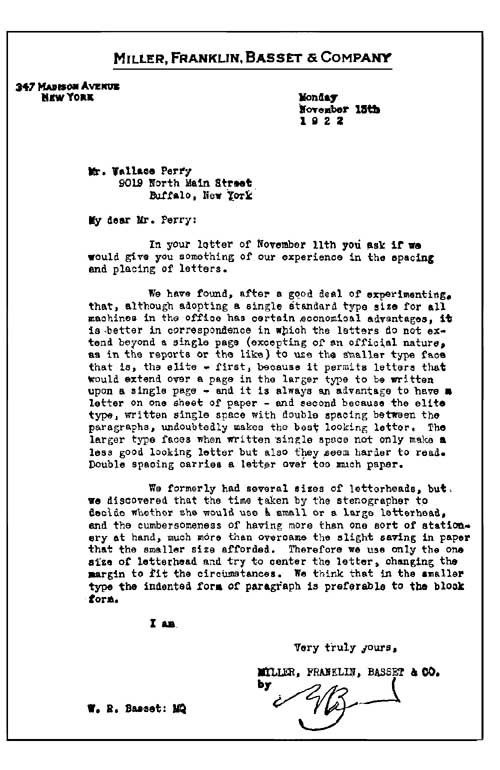 MILLER, FRANKLIN, BASSET & COMPANY
347 MADISON AVENUE
NEW YORK
Monday
November 13th
1 9 2 2
Mr. Wallace Perry
9019 North Main Street
Buffalo, New York
My dear Mr. Perry:
In your letter of November 11th you ask if we
would give you something of our experience in the spacing
and placing of letters.
We have found, after a good deal of experimenting,
that, although adopting a single standard type size for all
machines in the office has certain economical advantages, it
is better in correspondence in which the letters do not ex-
tend beyond a single page (excepting of an official nature,
as in the reports or the like) to use the smaller type face
that is, the elite - first, because it permits letters that
would extend over a page in the larger type to be written
upon a single page - and it is always an advantage to have a
letter on one sheet of paper - and second because the elite
type, written single space with double spacing between the
paragraphs, undoubtedly makes the best looking letter. The
larger type faces when written single space not only make a
less good looking letter but also they seem harder to read.
Double spacing carries a letter over too much paper.
We formerly had several sizes of letterheads, but
we discovered that the time taken by the stenographer to
decide whether she would use a small or a large letterhead,
and the cumbersomeness of having more than one sort of station-
ery at hand, much more than overcame the slight saving in paper
that the smaller size afforded. Therefore we use only the one
size of letterhead and try to center the letter, changing the
margin to fit the circumstances. We think that in the smaller
type the indented form of paragraph is preferable to the block
form.
I am
Very truly yours,
MILLER, FRANKLIN, BASSET & CO.
by
W. R. Basset: MQ